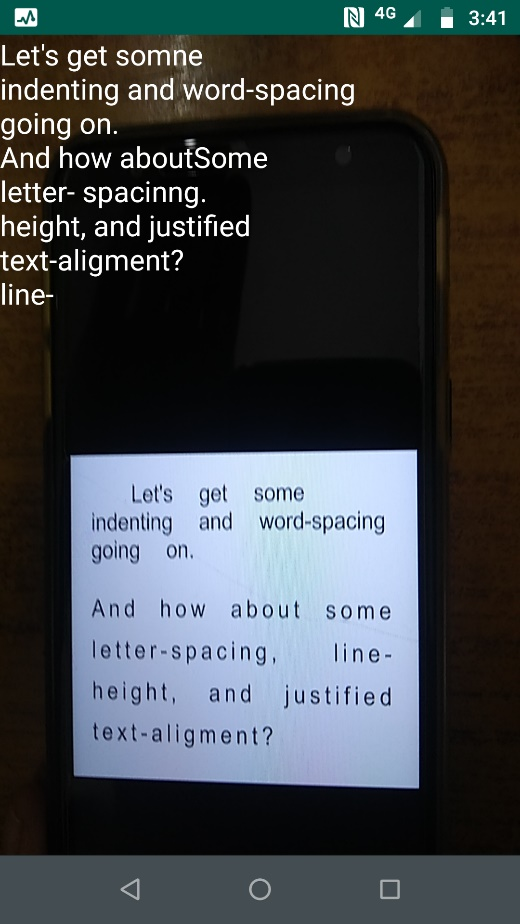 4G 3:41
Let's get somne
indenting and word-spacing
going on.
And how aboutSome
letter- spacinng.
height, and justified
text-aligment?
line-
Let's get some
indenting and word-spacing
going on.
And how about some
letter-spacing, line-
height, and justified
text-aligment?